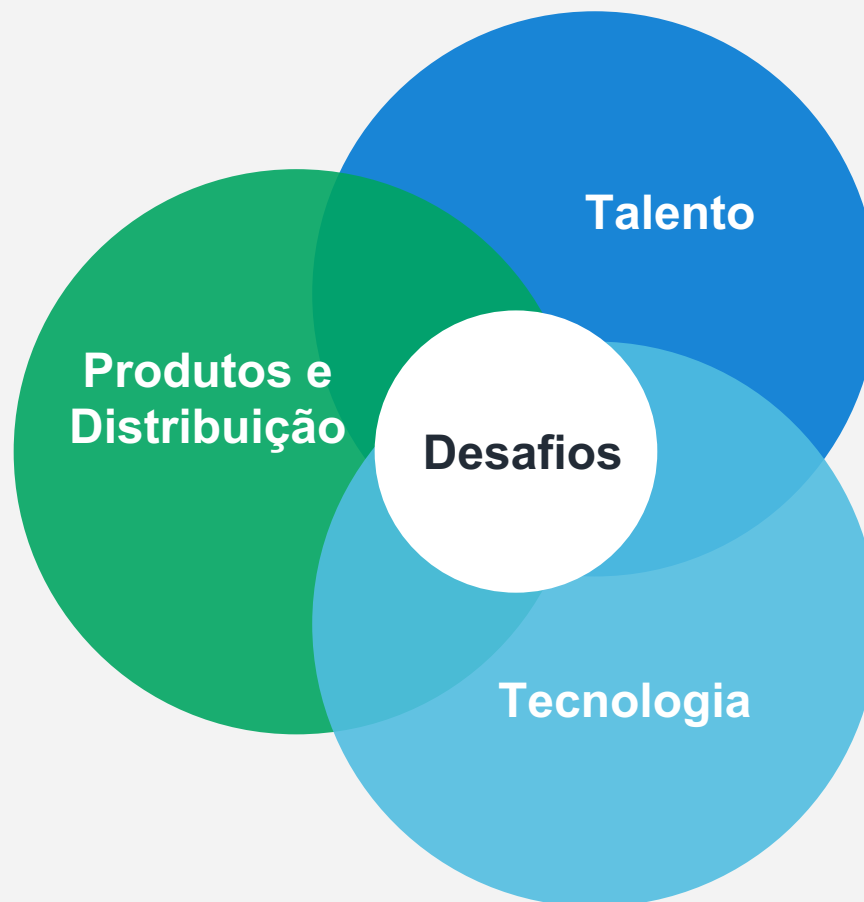 Talento
Produtos e
Distribuição
Desafios
Tecnologia